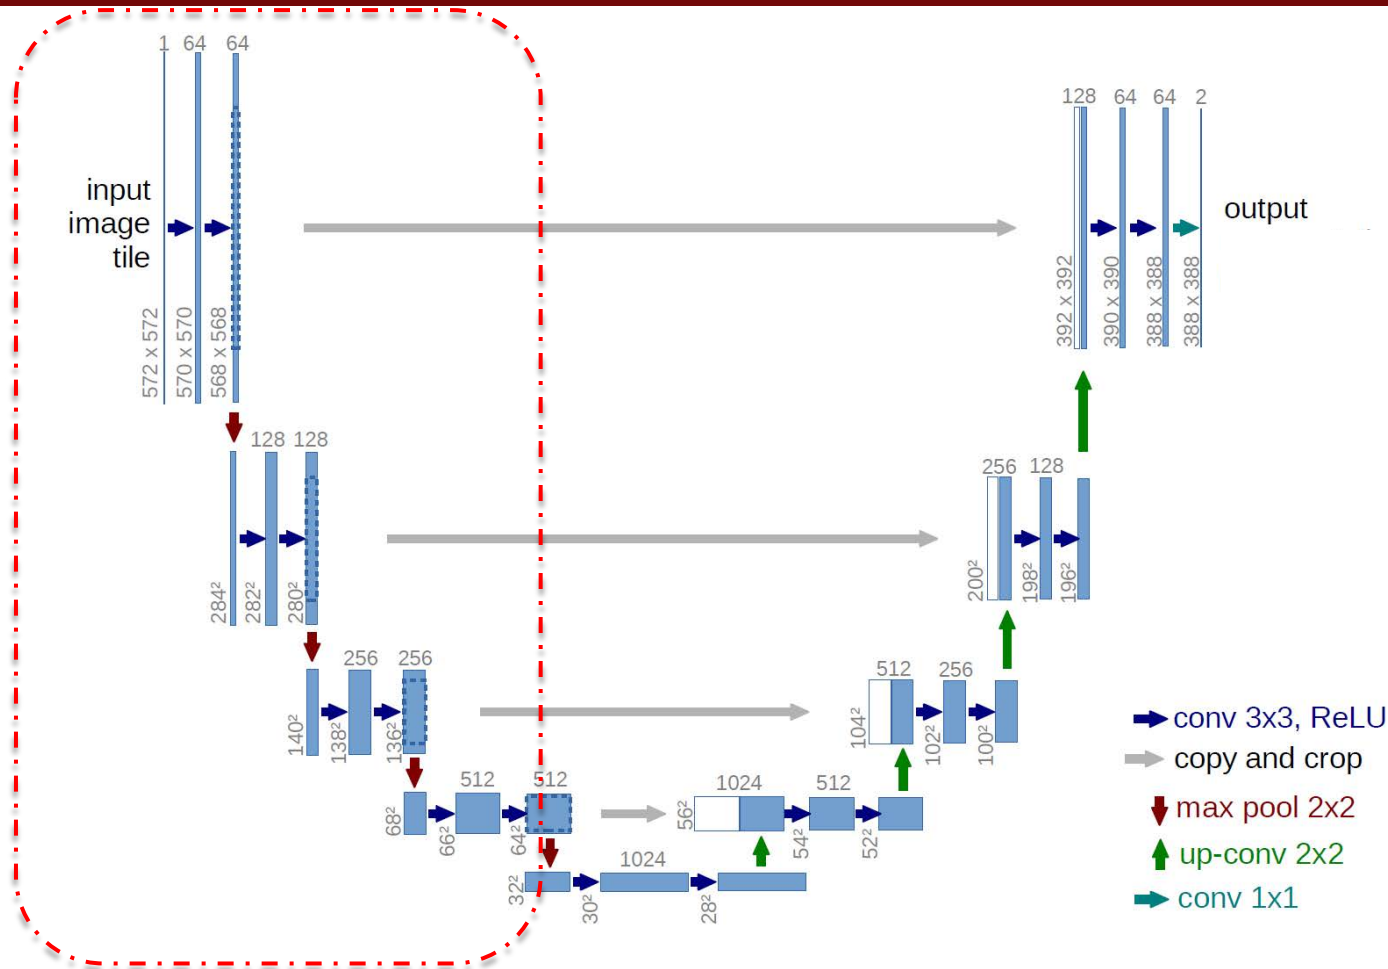 1 64 64
input
image
tile
572 x 572
570 x 570
568 x 568
128 64 64 2
output
392 x 392
390 x 390
388 x 388
388 x 388
128 128
284²
282²
280²
256 128
200²
198²
196²
256 256
140²
138²
136²
512 256
104²
102²
100²
512 512
68²
66²
64²
1024 512
56²
54²
52²
1024
32²
30²
28²
conv 3x3, ReLU
copy and crop
max pool 2x2
up-conv 2x2
conv 1x1